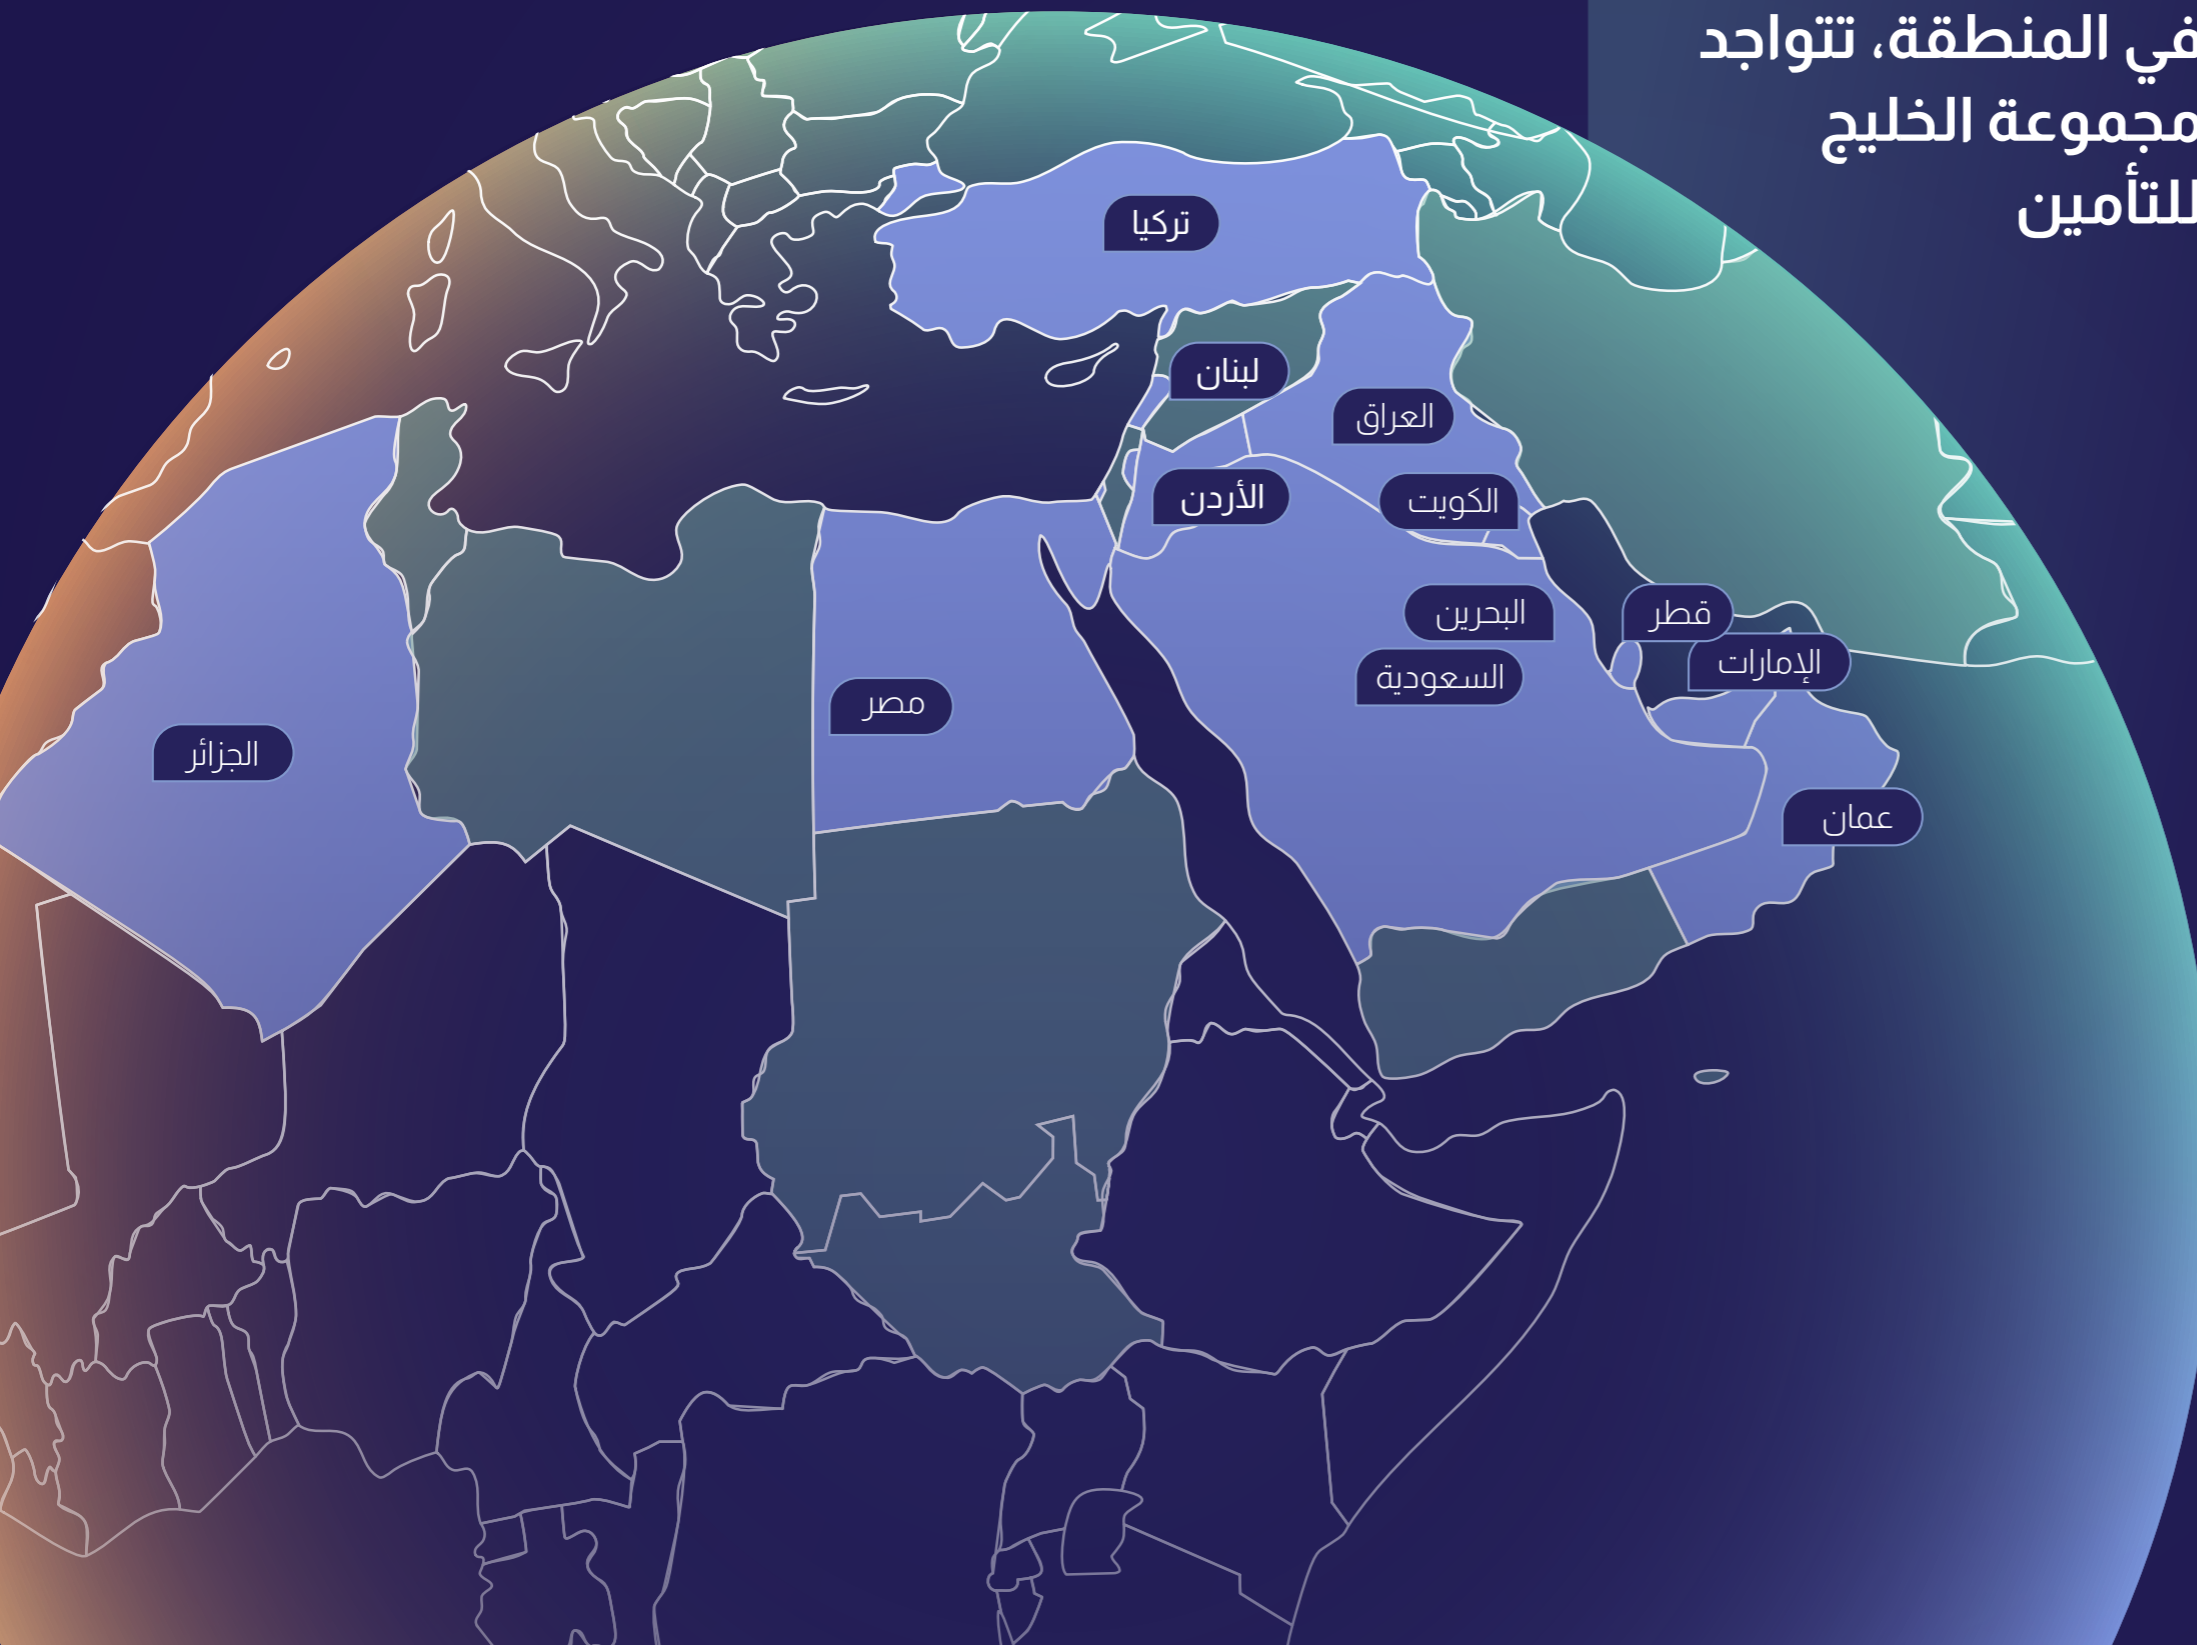 في المنطقة، تتواجد
مجموعة الخليج
للتأمين
تركيا
لبنان
العراق
الأردن
الكويت
قطر
البحرين
الإمارات
السعودية
مصر
الجزائر
عمان